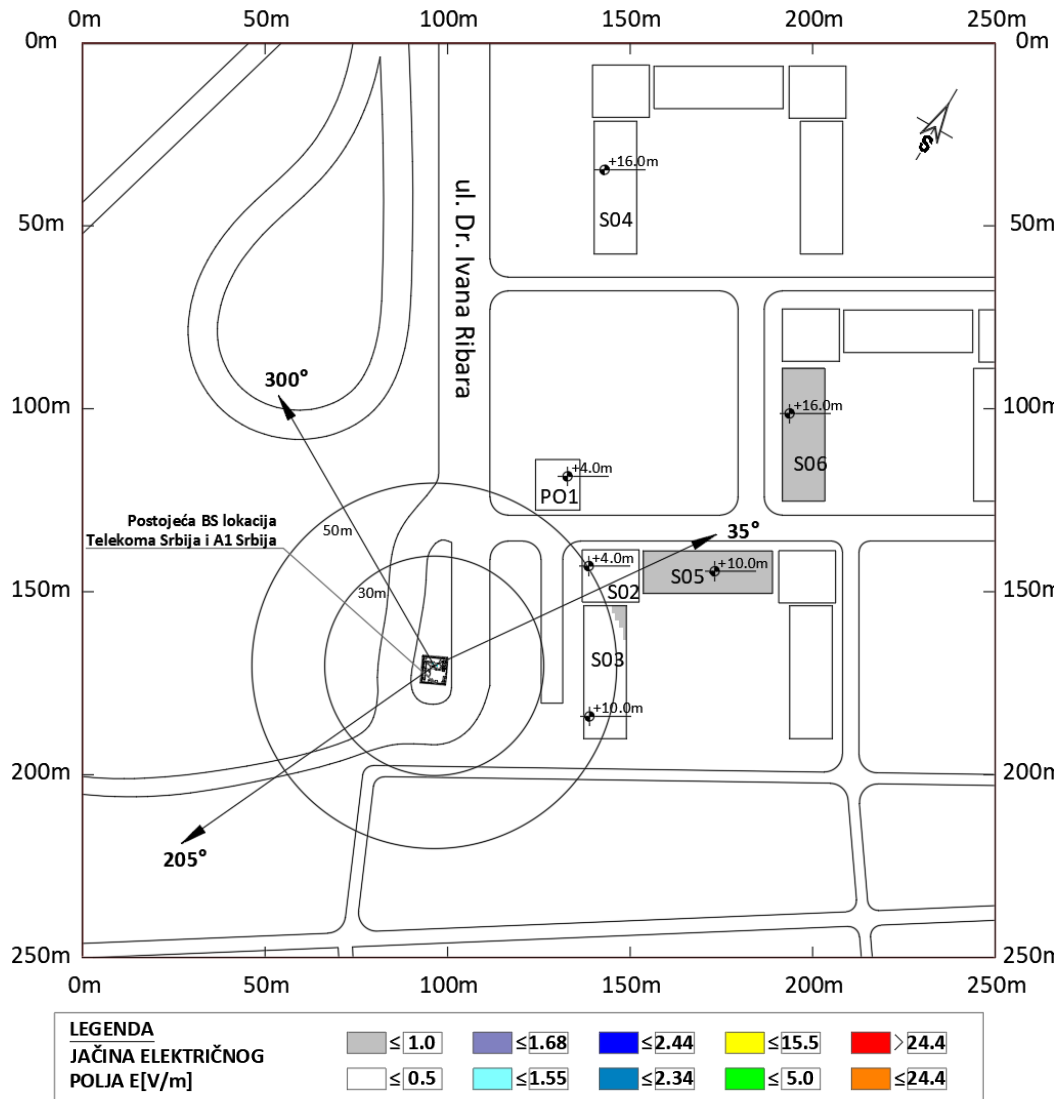 0m 50m 100m 150m 200m 250m
0m 0m
S
+16.0m
S04
ul. Dr. Ivana Ribara
50m 50m
300°
100m 100m
+16.0m
S06
+4.0m
PO1
Postojeća BS lokacija
Telekoma Srbija i A1 Srbija
50m
35°
30m
+4.0m
S02
S05
+10.0m
150m 150m
S03
+10.0m
200m 200m
205°
250m 250m
0m 50m 100m 150m 200m 250m
LEGENDA
JAČINA ELEKTRIČNOG
POLJA E[V/m]
≤ 1.0 ≤ 1.68 ≤ 2.44 ≤ 15.5 > 24.4
≤ 0.5 ≤ 1.55 ≤ 2.34 ≤ 5.0 ≤ 24.4